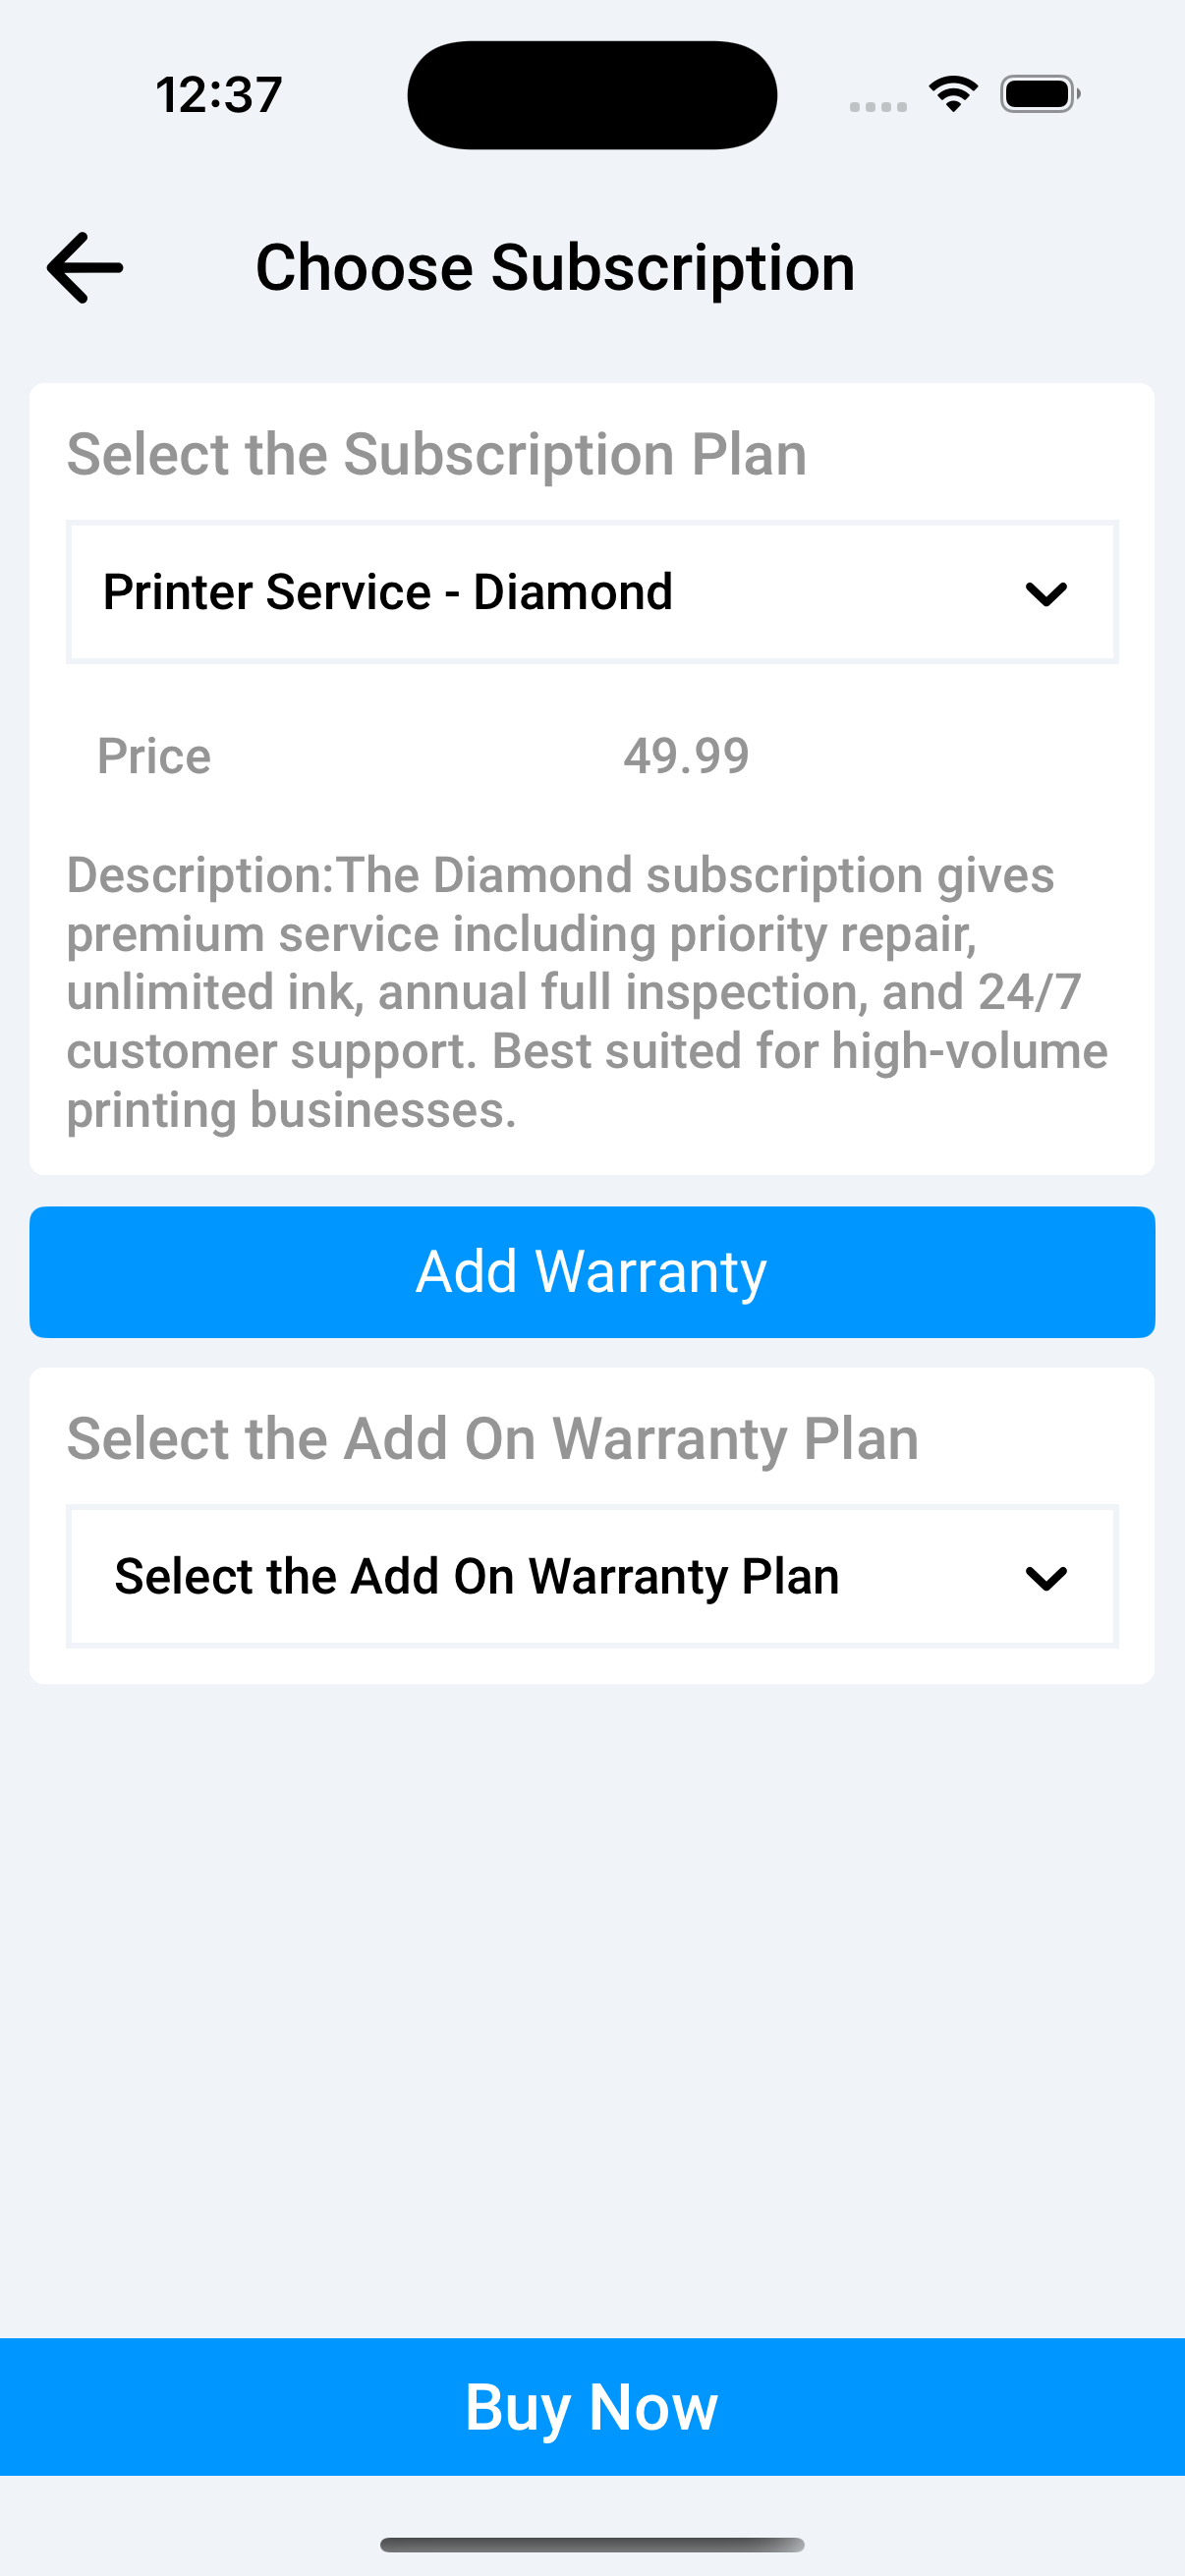 12:37
Choose Subscription
Select the Subscription Plan
Printer Service - Diamond
Price 49.99
Description:The Diamond subscription gives
premium service including priority repair,
unlimited ink, annual full inspection, and 24/7
customer support. Best suited for high-volume
printing businesses.
Add Warranty
Select the Add On Warranty Plan
Select the Add On Warranty Plan
Buy Now